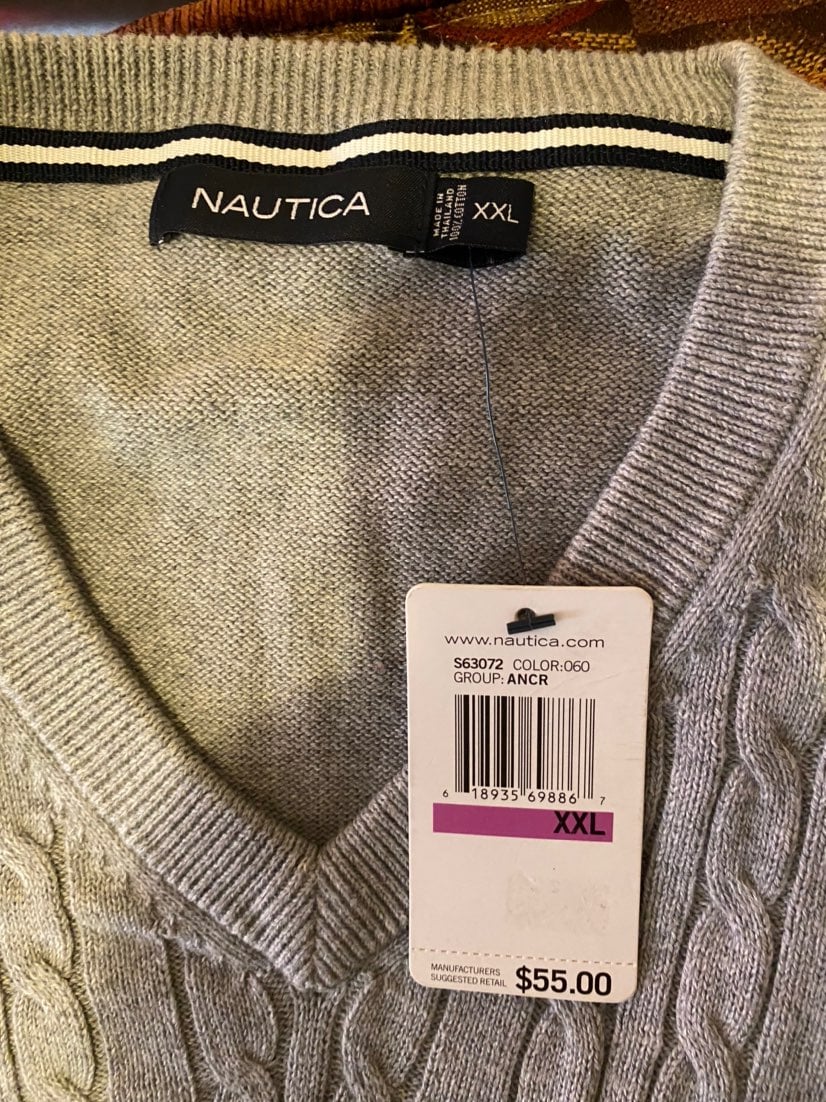 NAUTICA
MADE IN
THAILAND
100% COTTON
XXL
www.nautica.com
S63072 COLOR:060
GROUP: ANCR
6 18935 69886 7
XXL
MANUFACTURERS
SUGGESTED RETAIL $55.00